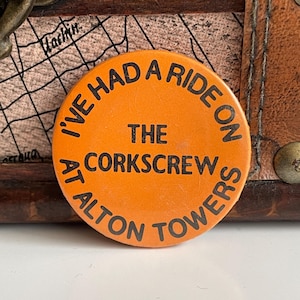 I'VE HAD A RIDE ON
THE
CORKSCREW
AT ALTON TOWERS